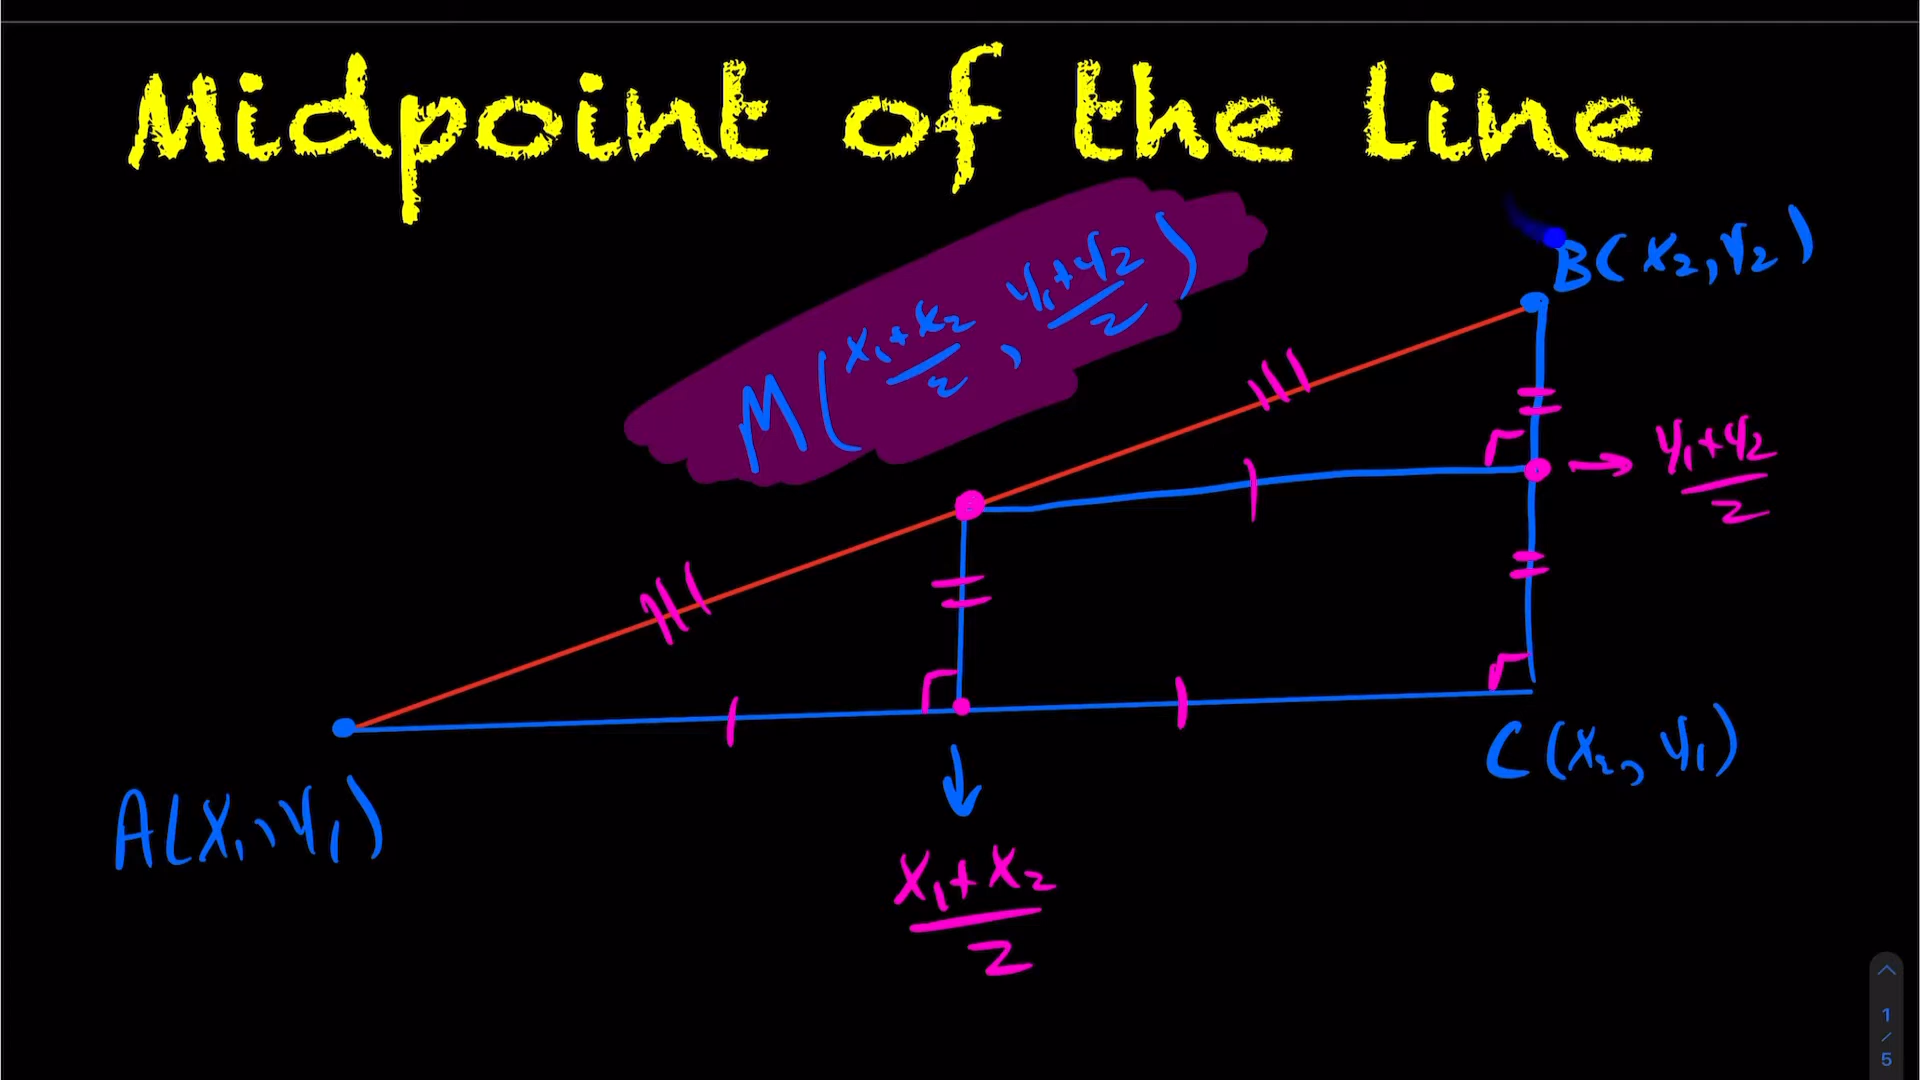 Midpoint of the line
B(x₂, y₂)
M(x₁+x₂/2, y₁+y₂/2)
y₁+y₂
2
C(x₂, y₁)
A(x₁, y₁)
x₁+x₂
2
1
/
5